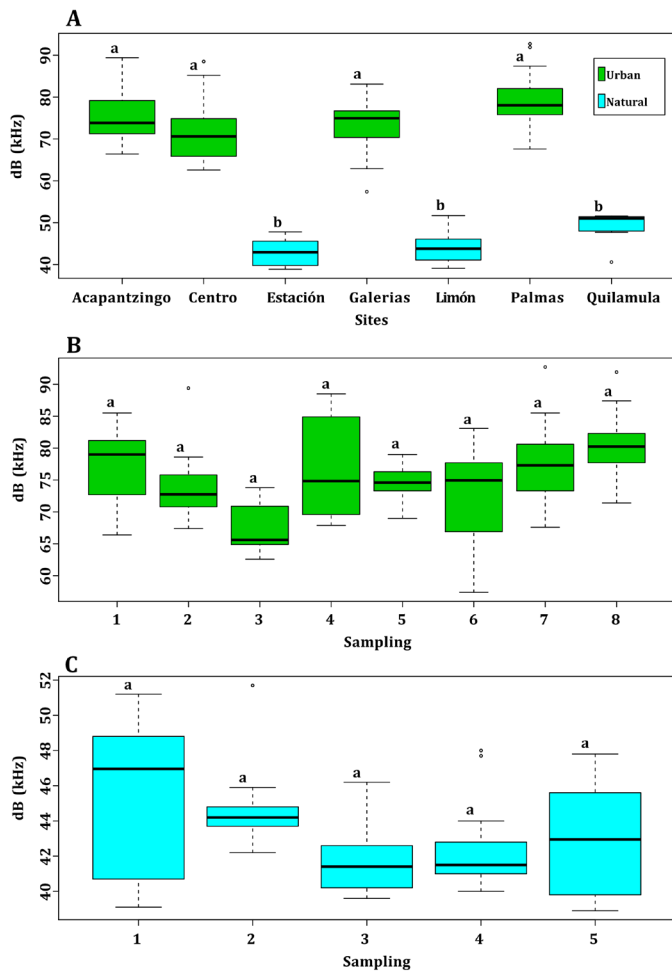 A
a
a
a
a
b
b
b
Urban
Natural
90
80
70
60
50
40
dB (kHz)
Acapantzingo Centro Estación Galerias Limón Palmas Quilamula
Sites
B
a
a
a
a
a
a
a
a
90
85
80
75
70
65
60
dB (kHz)
1 2 3 4 5 6 7 8
Sampling
C
a
a
a
a
a
52
50
48
46
44
42
40
dB (kHz)
1 2 3 4 5
Sampling